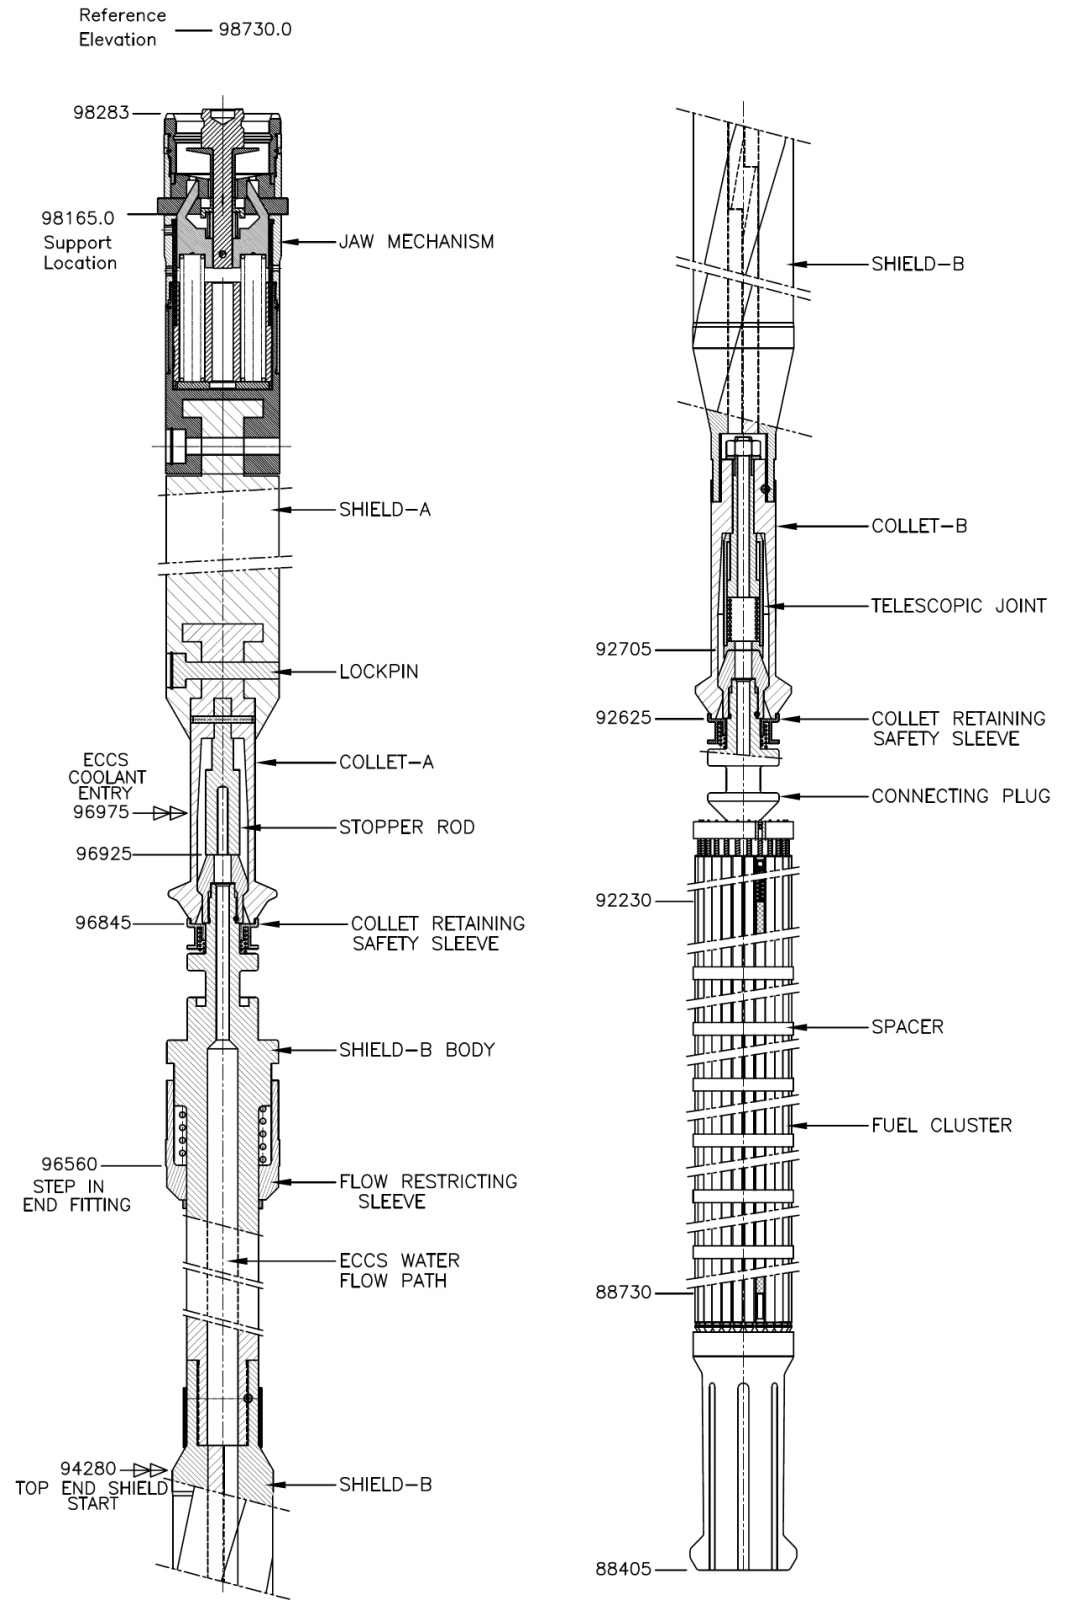 Reference
Elevation
98730.0
98283
98165.0
Support
Location
JAW MECHANISM
SHIELD-A
LOCKPIN
ECCS
COOLANT
ENTRY
96975
COLLET-A
STOPPER ROD
96925
96845
COLLET RETAINING
SAFETY SLEEVE
SHIELD-B BODY
96560
STEP IN
END FITTING
FLOW RESTRICTING
SLEEVE
ECCS WATER
FLOW PATH
94280
TOP END SHIELD
START
SHIELD-B
SHIELD-B
COLLET-B
TELESCOPIC JOINT
92705
92625
COLLET RETAINING
SAFETY SLEEVE
CONNECTING PLUG
92230
SPACER
FUEL CLUSTER
88730
88405